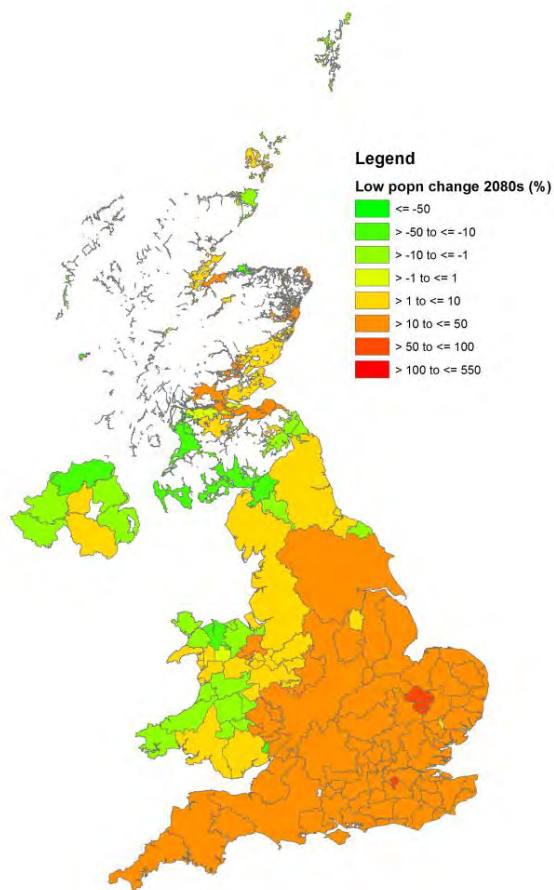 Legend
Low popn change 2080s (%)
<= -50
> -50 to <= -10
> -10 to <= -1
> -1 to <= 1
> 1 to <= 10
> 10 to <= 50
> 50 to <= 100
> 100 to <= 550